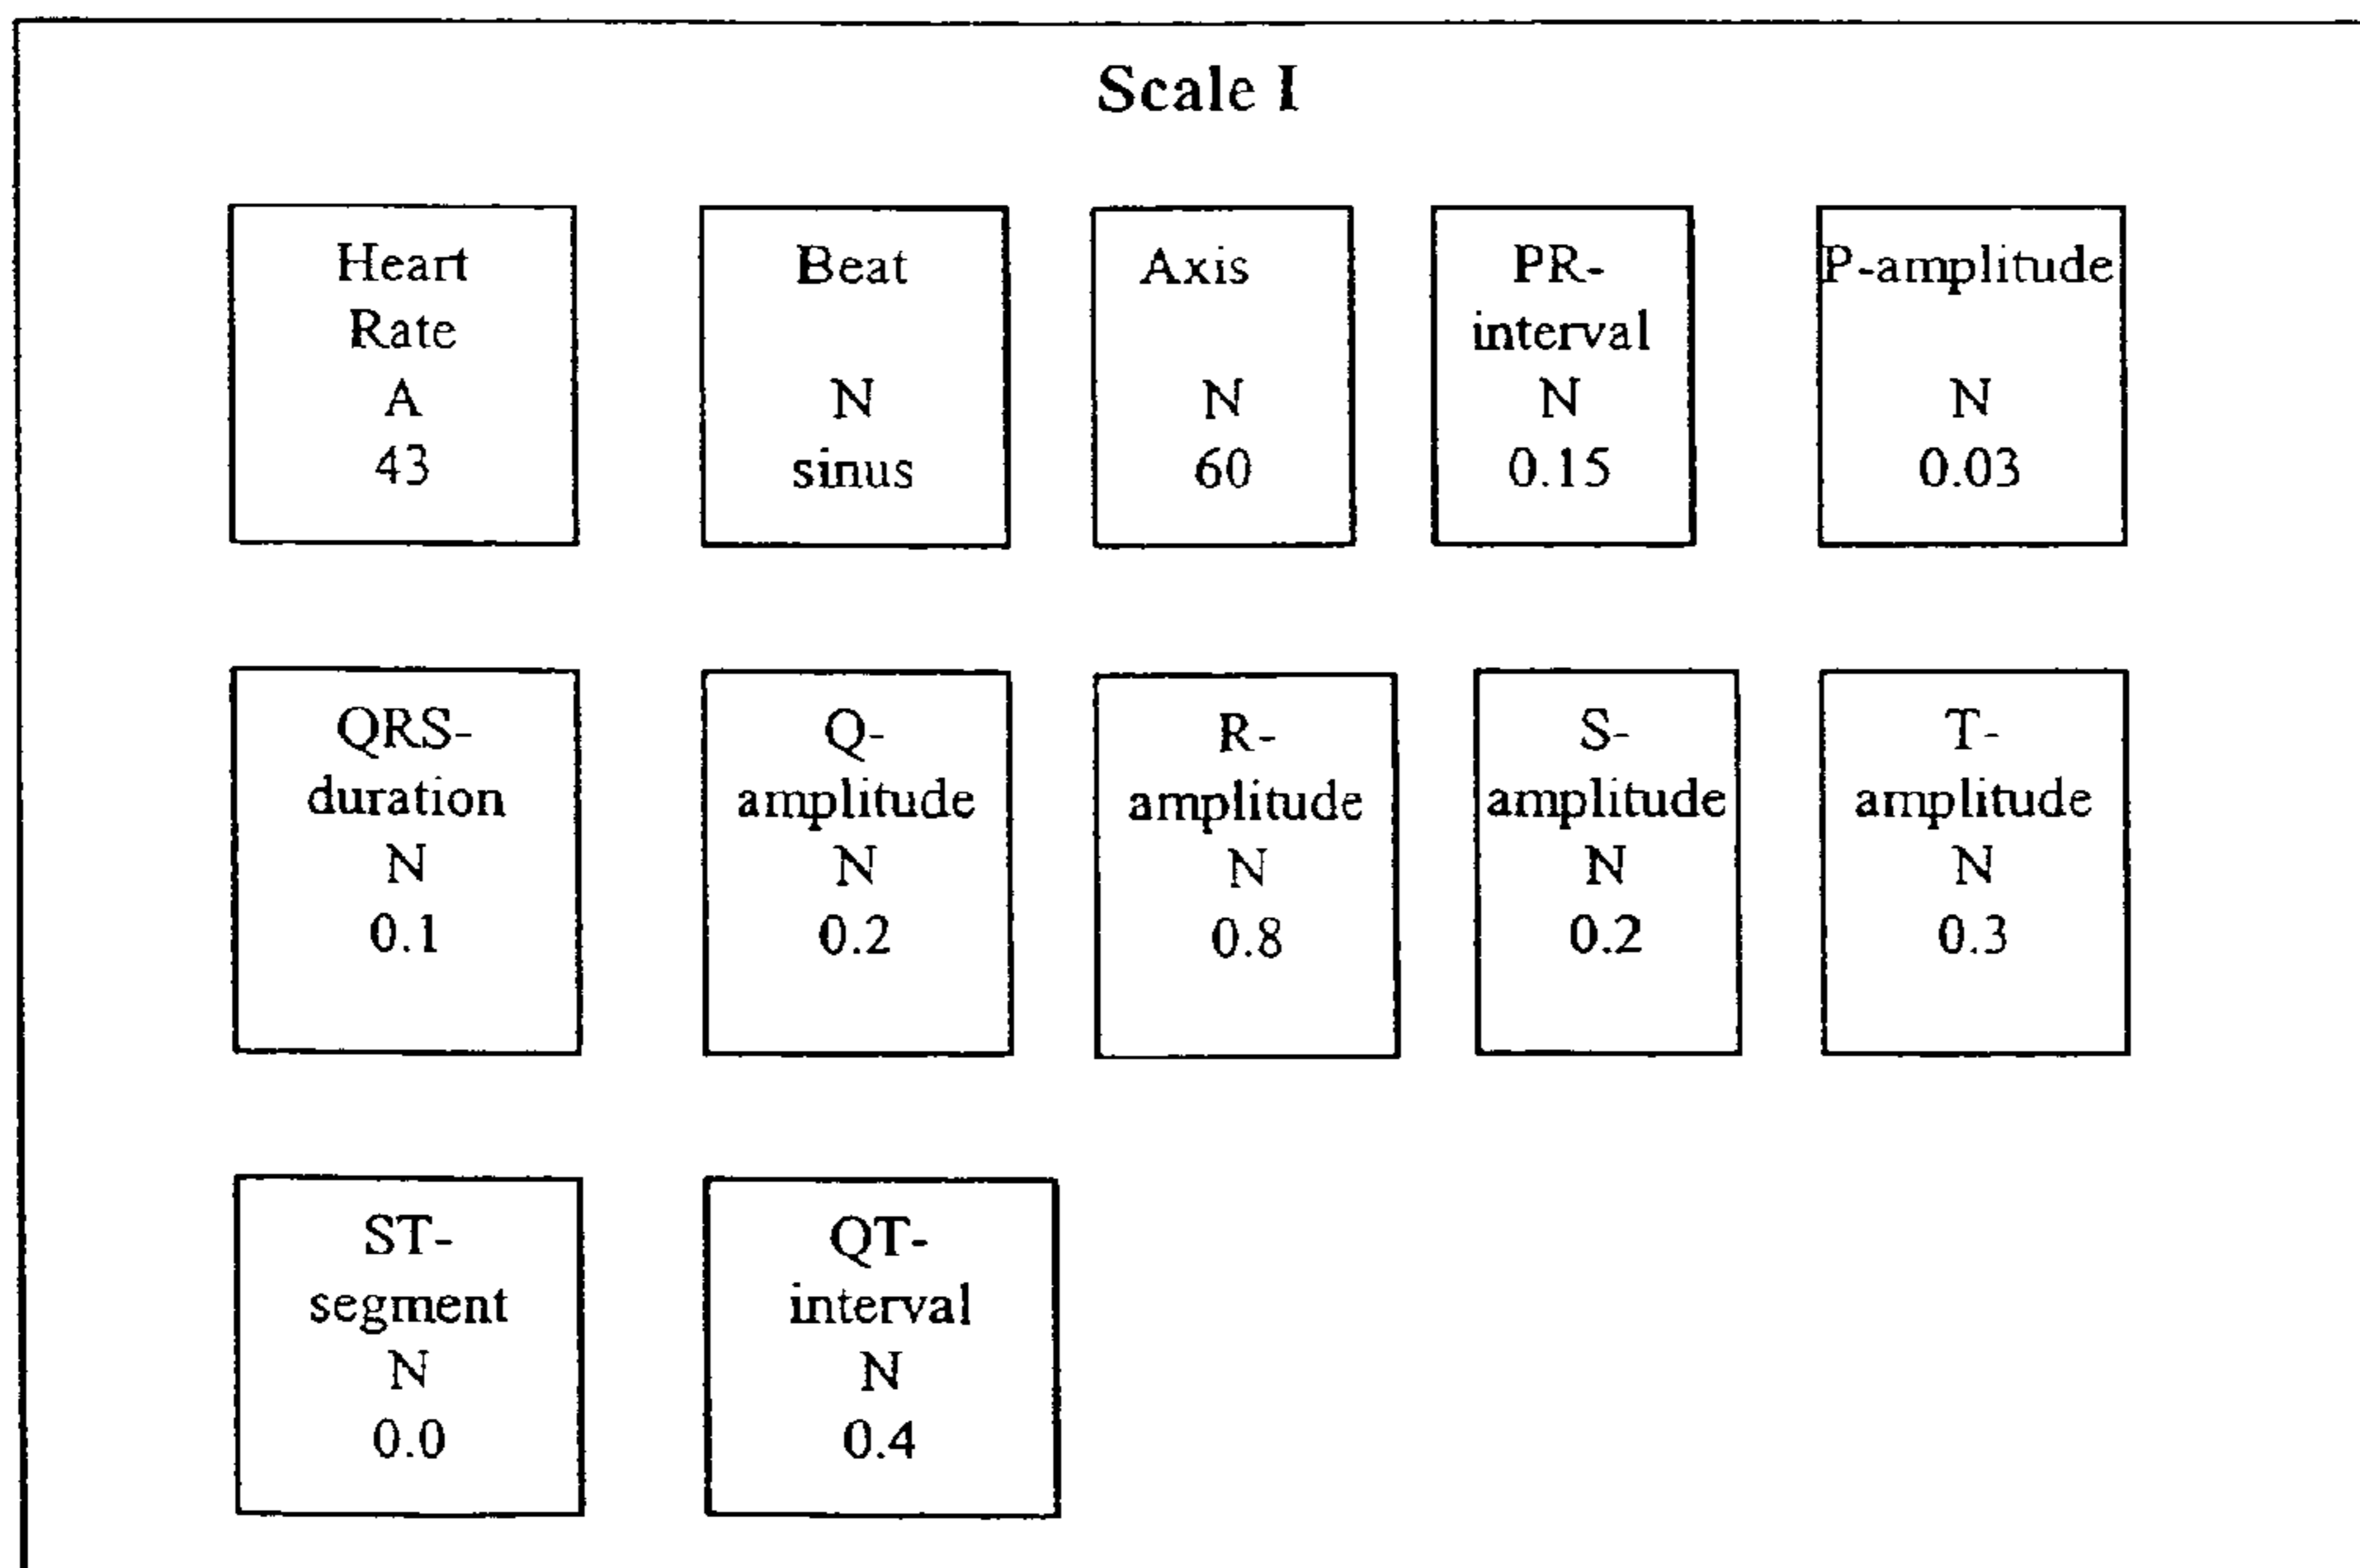 Scale I
Heart
Rate
A
43
Beat
N
sinus
Axis
N
60
PR-
interval
N
0.15
P-amplitude
N
0.03
QRS-
duration
N
0.1
Q-
amplitude
N
0.2
R-
amplitude
N
0.8
S-
amplitude
N
0.2
T-
amplitude
N
0.3
ST-
segment
N
0.0
QT-
interval
N
0.4